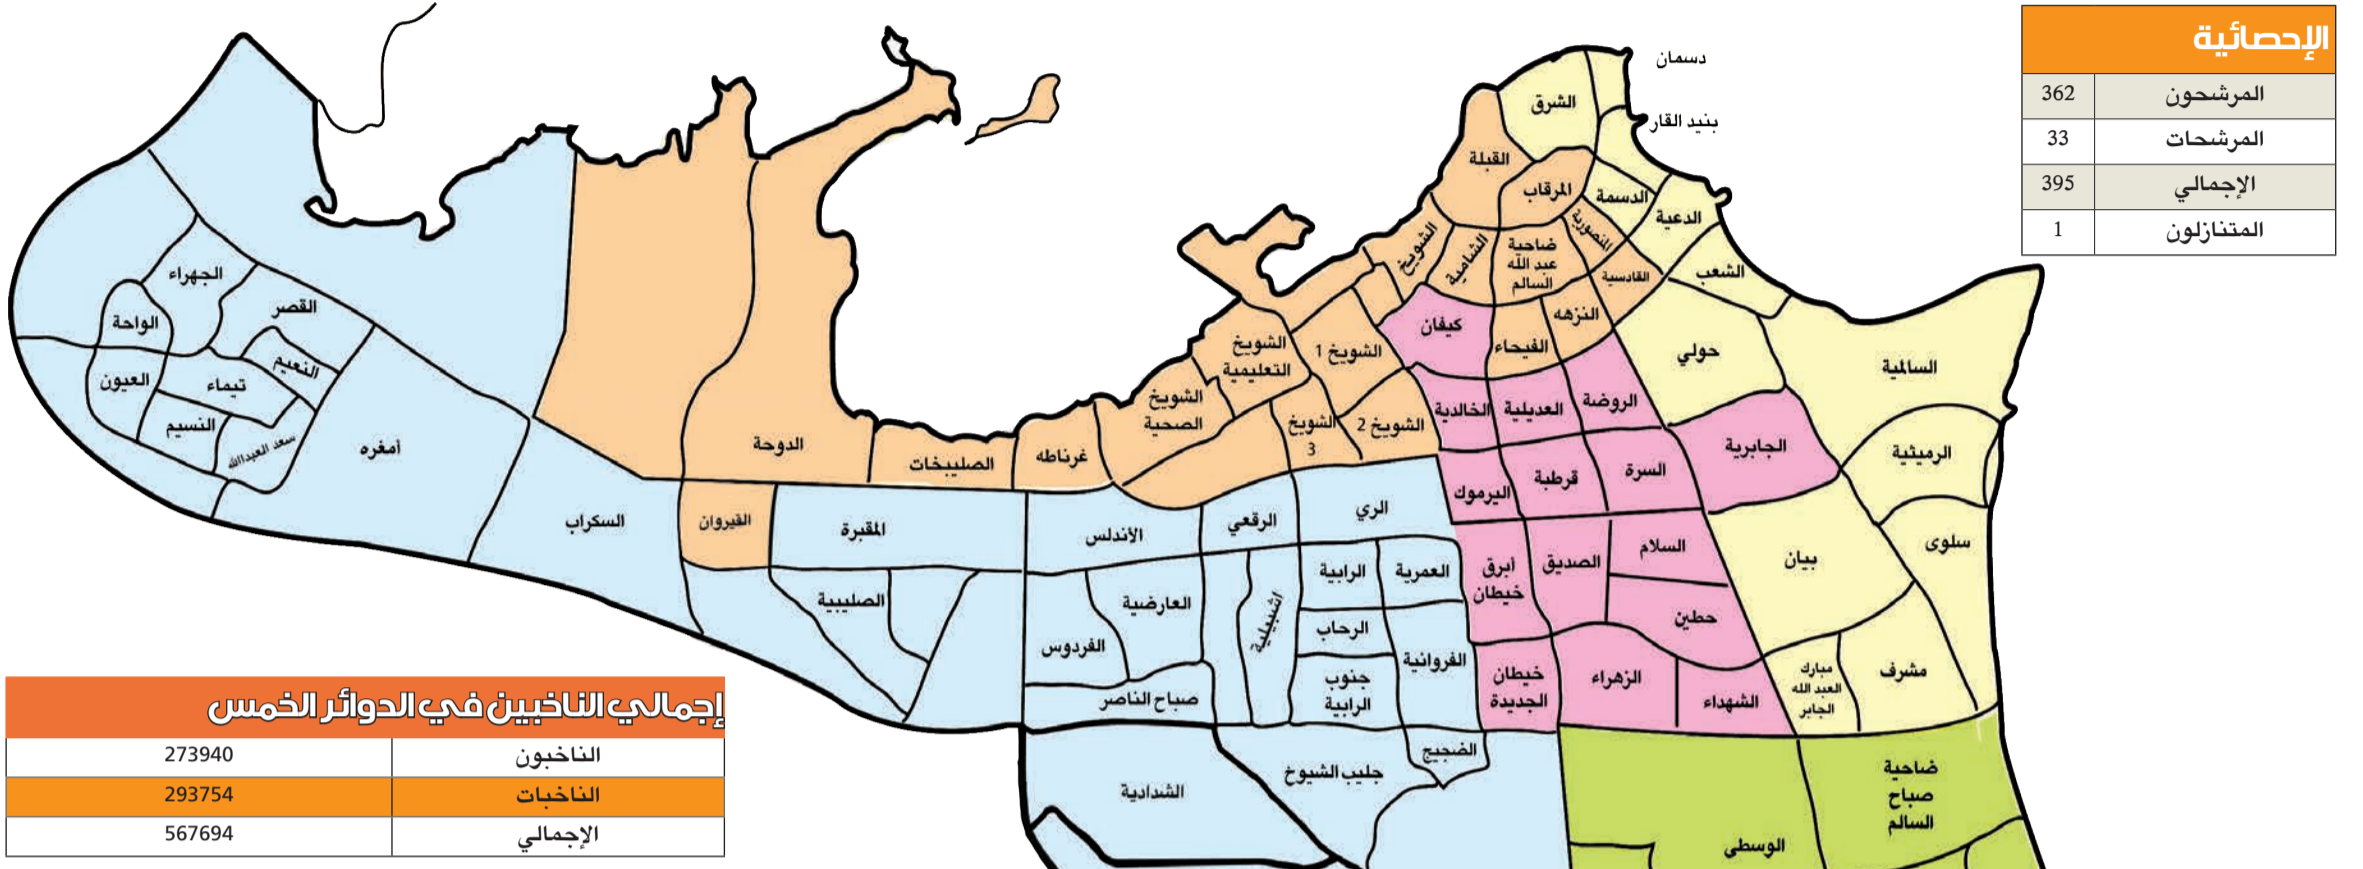 الإحصائية
المرشحون 362
المرشحات 33
الإجمالي 395
المتنازلون 1
دسمان
بنيد القار
الشرق
القبلة
المرقاب
الدسمة
الدعية
المنصورية
الشعب
الشويخ
الشامية
ضاحية
عبد الله
السالم
القادسية
النزهه
الفيحاء
كيفان
حولي
السالمية
الرميثية
سلوى
الشويخ
التعليمية
الشويخ 1
الشويخ
الصحية
الشويخ
3
الشويخ 2
الخالدية
العديلية
الروضة
الجابرية
اليرموك
قرطبة
السرة
بيان
أبرق
خيطان
الصديق
السلام
حطين
خيطان
الجديدة
الزهراء
الشهداء
مبارك
العبد الله
الجابر
مشرف
الجهراء
الواحة
القصر
النعيم
العيون
تيماء
النسيم
سعد العبدالله
أمغره
السكراب
الدوحة
الصليبخات
غرناطه
القيروان
المقبرة
الأندلس
الرقعي
الري
الصليبية
العارضية
الفردوس
صباح الناصر
اشبيلية
الرابية
العمرية
الرحاب
الفروانية
جنوب
الرابية
الضجيج
جليب الشيوخ
الشدادية
ضاحية
صباح
السالم
الوسطى
إجمالي الناخبين في الدوائر الخمس
الناخبون 273940
الناخبات 293754
الإجمالي 567694